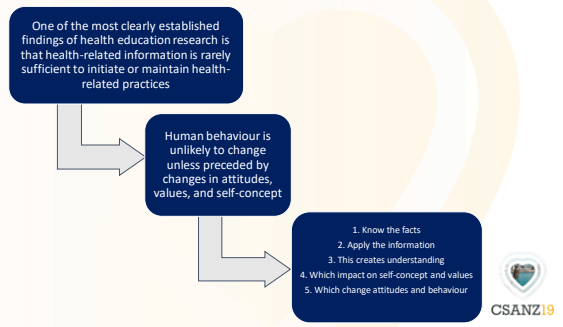 One of the most clearly established
findings of health education research is
that health-related information is rarely
sufficient to initiate or maintain health-
related practices
Human behaviour is
unlikely to change
unless preceded by
changes in attitudes,
values, and self-concept
1. Know the facts
2. Apply the information
3. This creates understanding
4. Which impact on self-concept and values
5. Which change attitudes and behaviour
CSANZ19